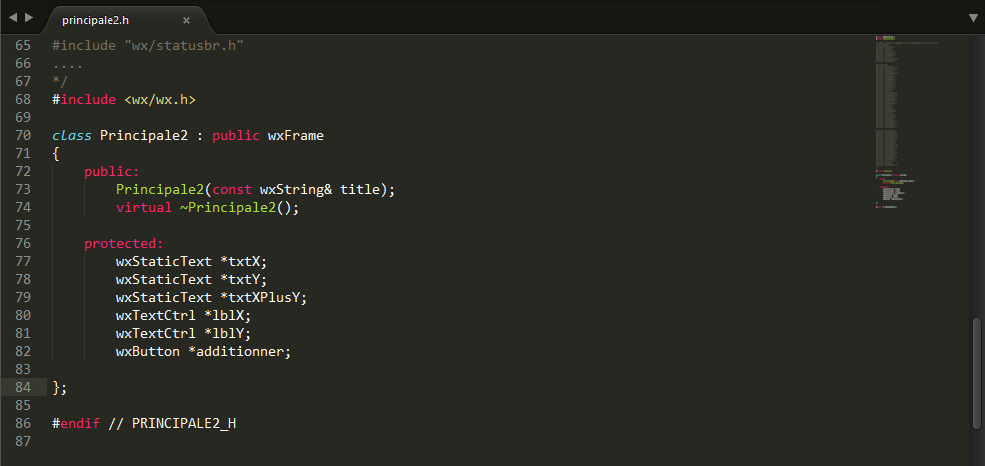 principale2.h ×
65 #include "wx/statusbr.h"
66 ....
67 */
68 #include <wx/wx.h>
69
70 class Principale2 : public wxFrame
71 {
72     public:
73         Principale2(const wxString& title);
74         virtual ~Principale2();
75
76     protected:
77         wxStaticText *txtX;
78         wxStaticText *txtY;
79         wxStaticText *txtXPlusY;
80         wxTextCtrl *lblX;
81         wxTextCtrl *lblY;
82         wxButton *additionner;
83
84 };
85
86 #endif // PRINCIPALE2_H
87